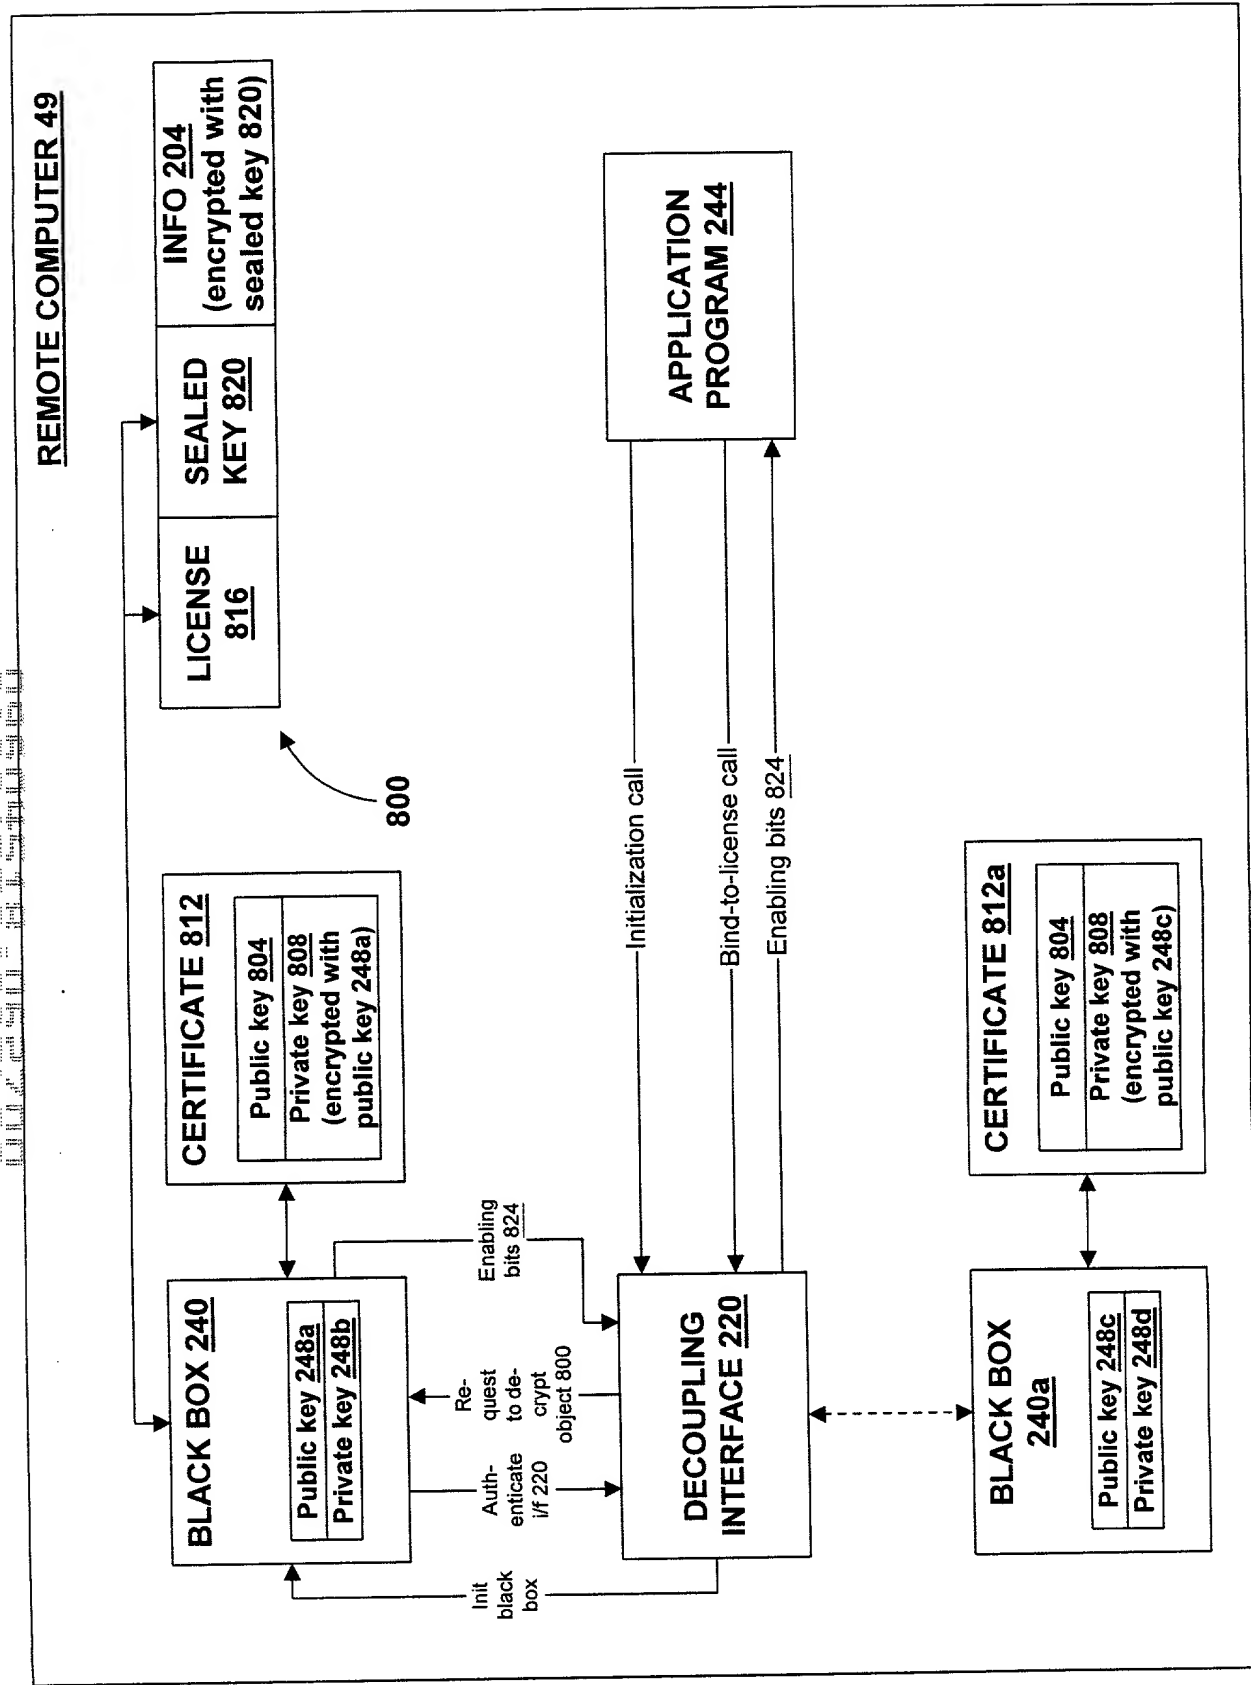 REMOTE COMPUTER 49
BLACK BOX 240
Public key 248a
Private key 248b
CERTIFICATE 812
Public key 804
Private key 808
(encrypted with
public key 248a)
LICENSE
816
SEALED
KEY 820
INFO 204
(encrypted with
sealed key 820)
800
Init
black
box
Auth-
enticate
i/f 220
Re-
quest
to de-
crypt
object 800
Enabling
bits 824
DECOUPLING
INTERFACE 220
Initialization call
Bind-to-license call
Enabling bits 824
APPLICATION
PROGRAM 244
BLACK BOX
240a
Public key 248c
Private key 248d
CERTIFICATE 812a
Public key 804
Private key 808
(encrypted with
public key 248c)